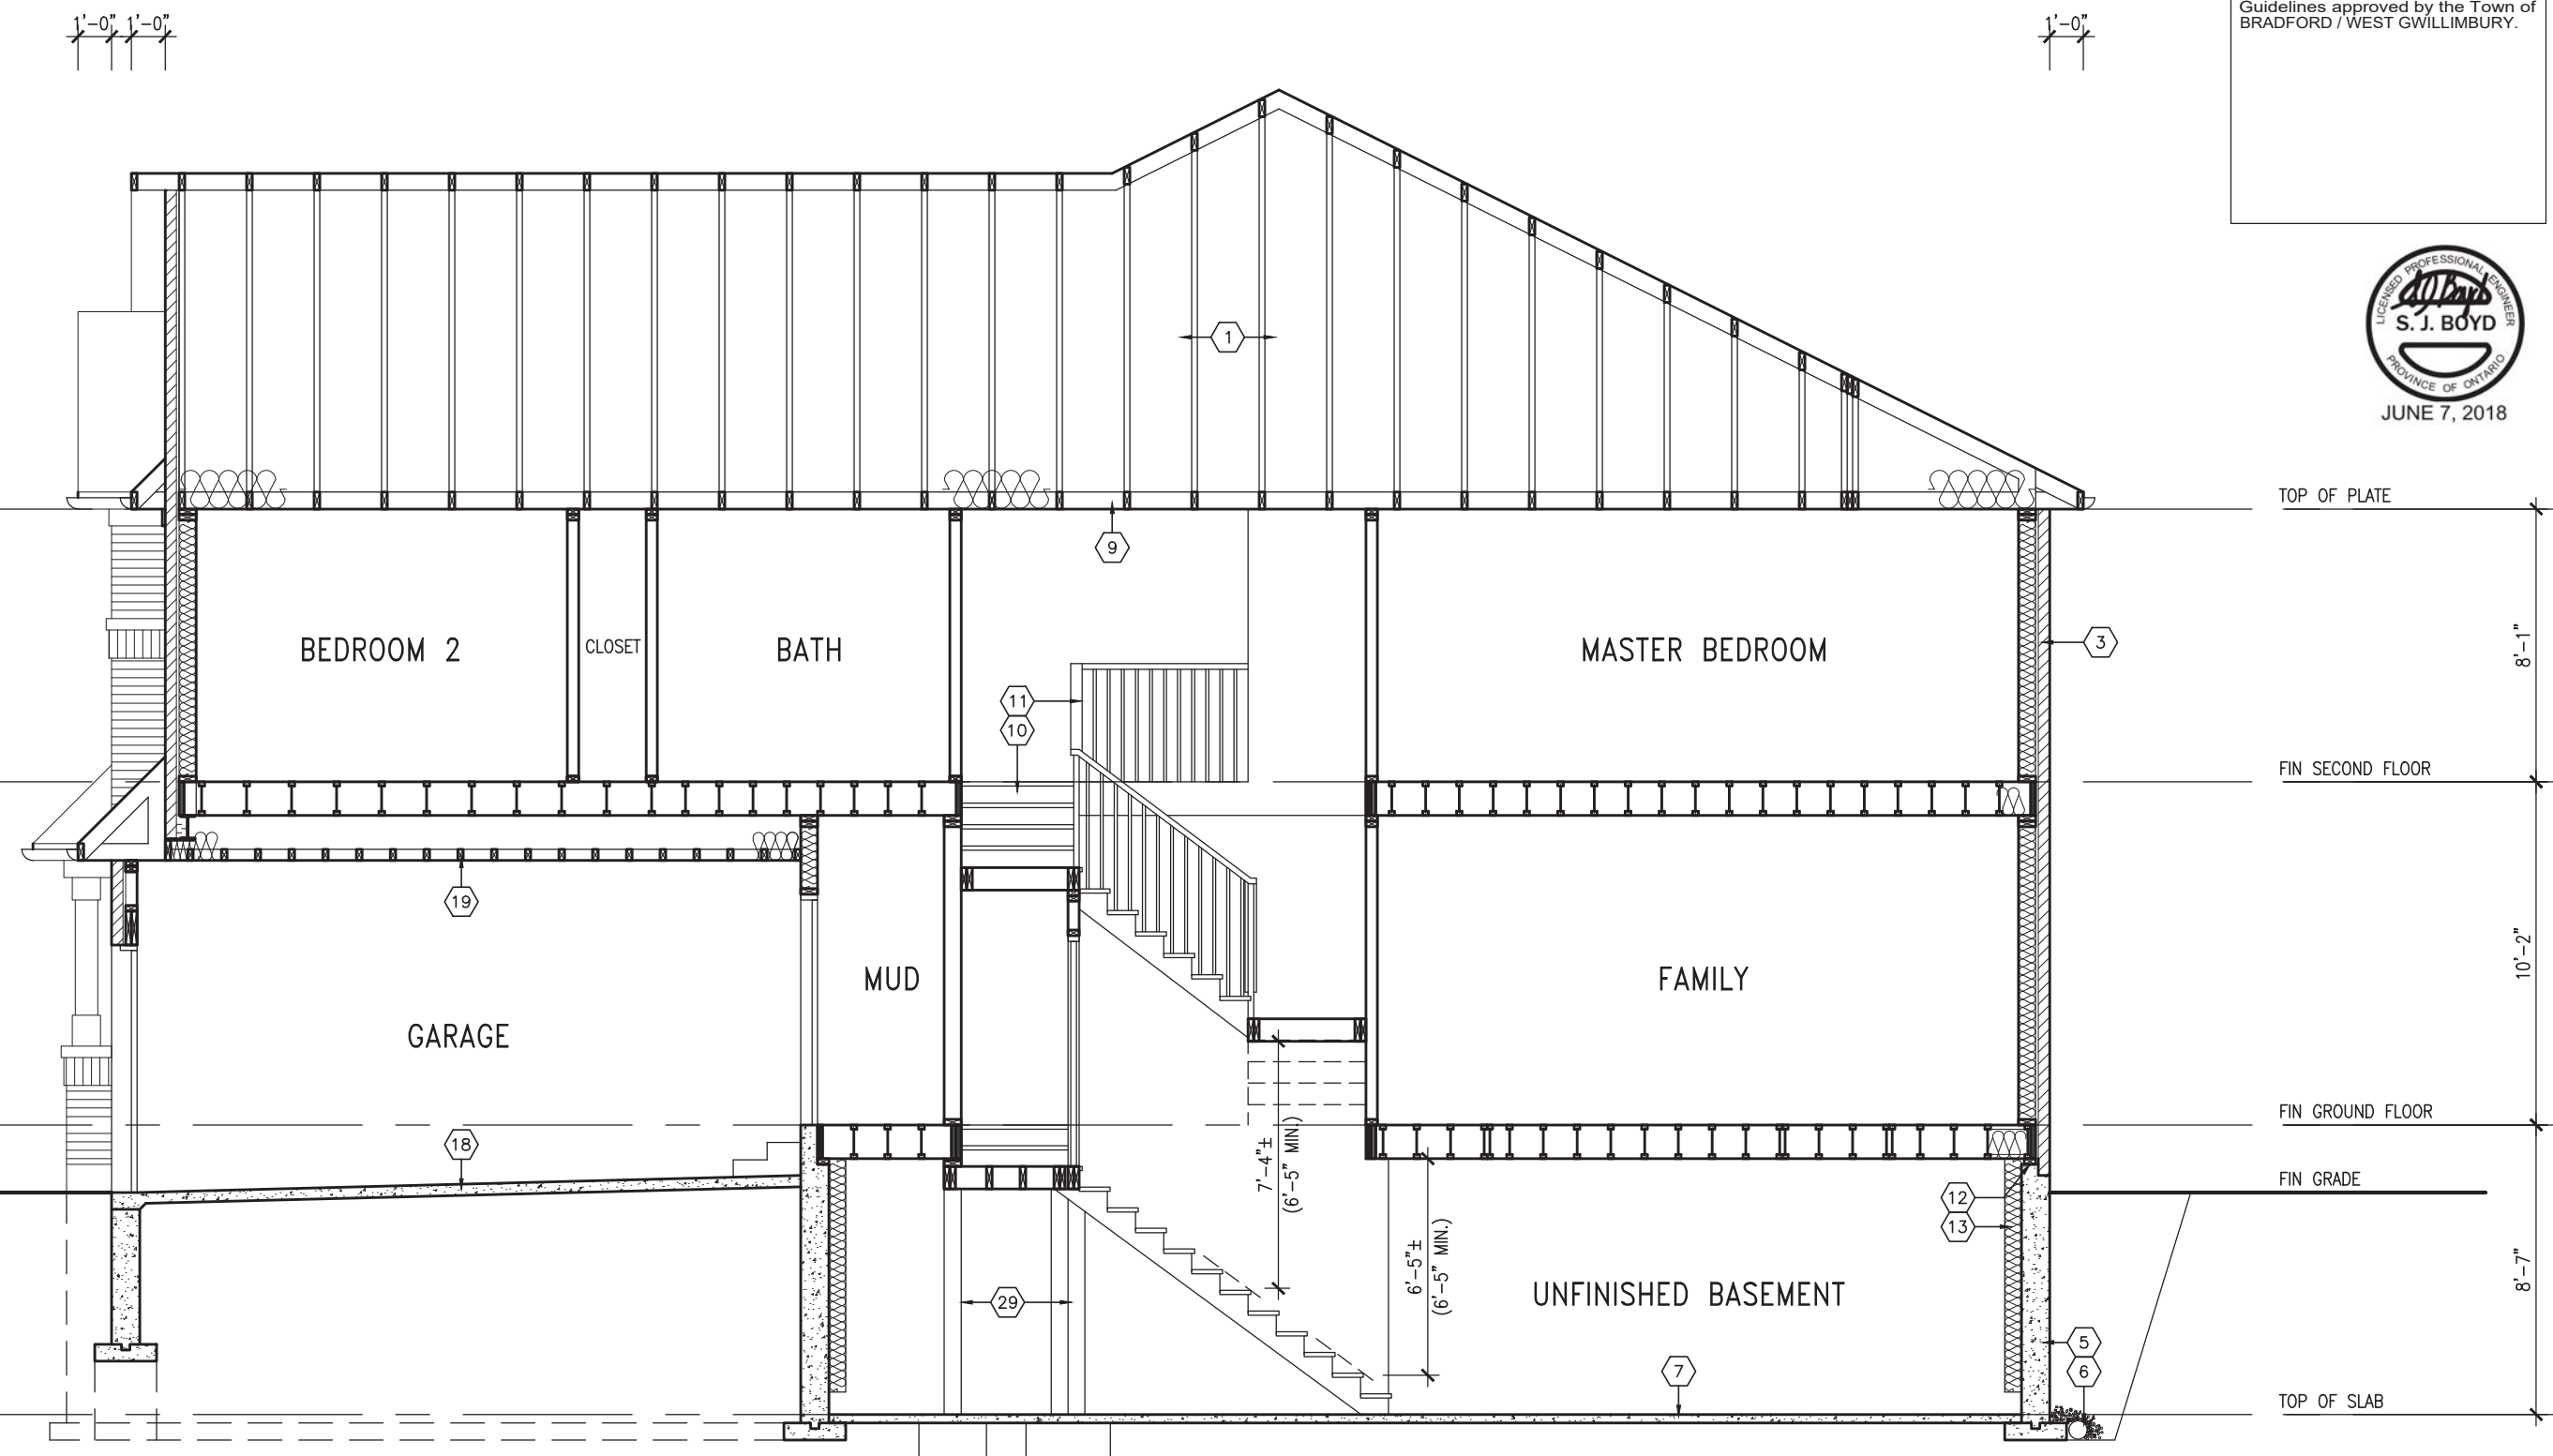 1'-0" 1'-0"
1'-0"
Guidelines approved by the Town of
BRADFORD / WEST GWILLIMBURY.
LICENSED PROFESSIONAL ENGINEER
S. J. BOYD
PROVINCE OF ONTARIO
JUNE 7, 2018
1
TOP OF PLATE
9
BEDROOM 2
CLOSET
BATH
MASTER BEDROOM
3
8'-1"
11
10
FIN SECOND FLOOR
19
MUD
FAMILY
10'-2"
GARAGE
FIN GROUND FLOOR
18
7'-4"±
(6'-5" MIN.)
FIN GRADE
12
13
6'-5"±
(6'-5" MIN.)
29
UNFINISHED BASEMENT
8'-7"
5
6
7
TOP OF SLAB